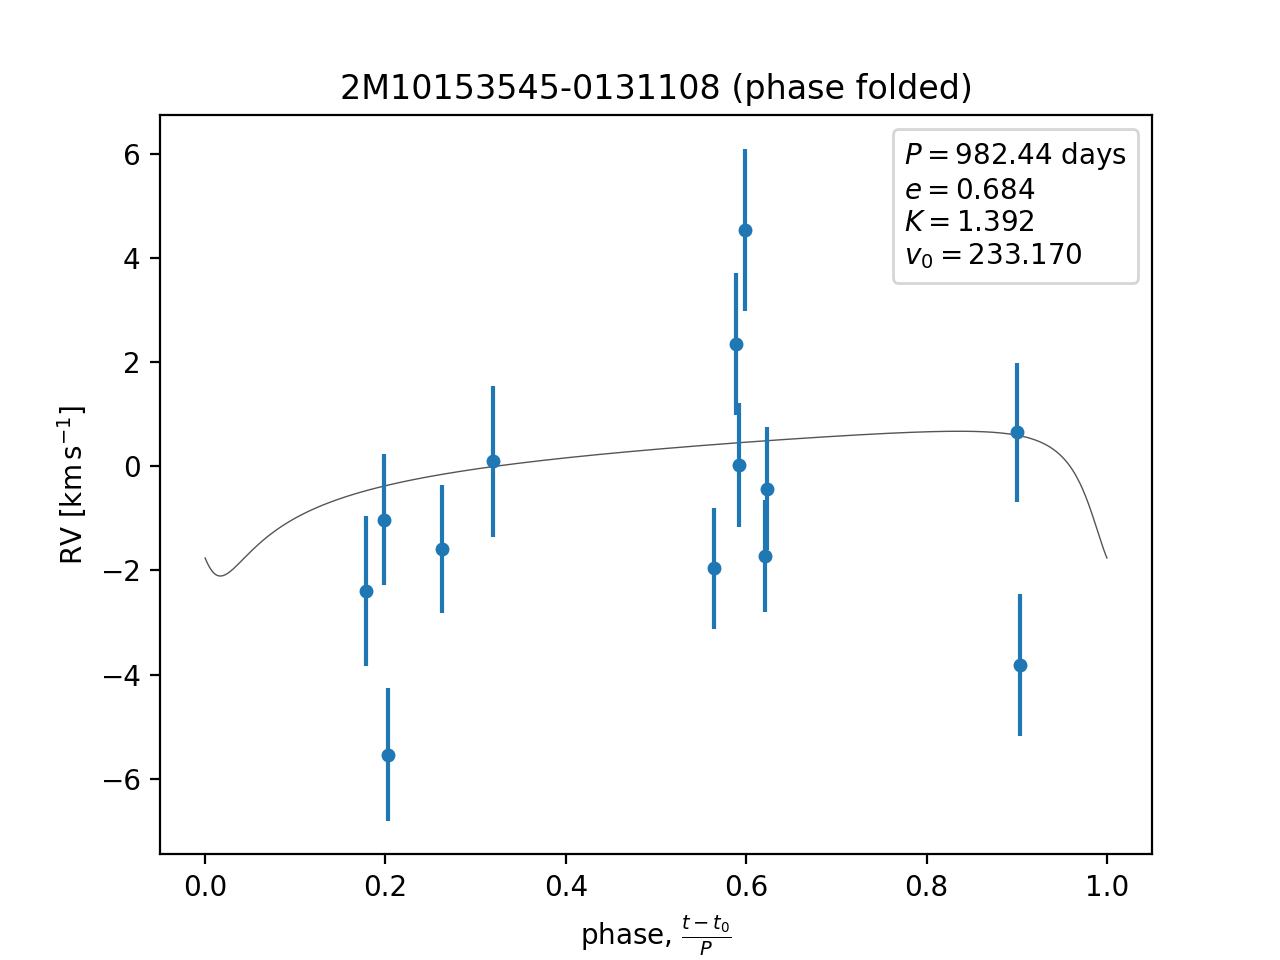 2M10153545-0131108 (phase folded)
P = 982.44 days
e = 0.684
K = 1.392
v₀ = 233.170
6
4
2
0
−2
−4
−6
RV [km s⁻¹]
0.0 0.2 0.4 0.6 0.8 1.0
phase, (t − t₀)/P